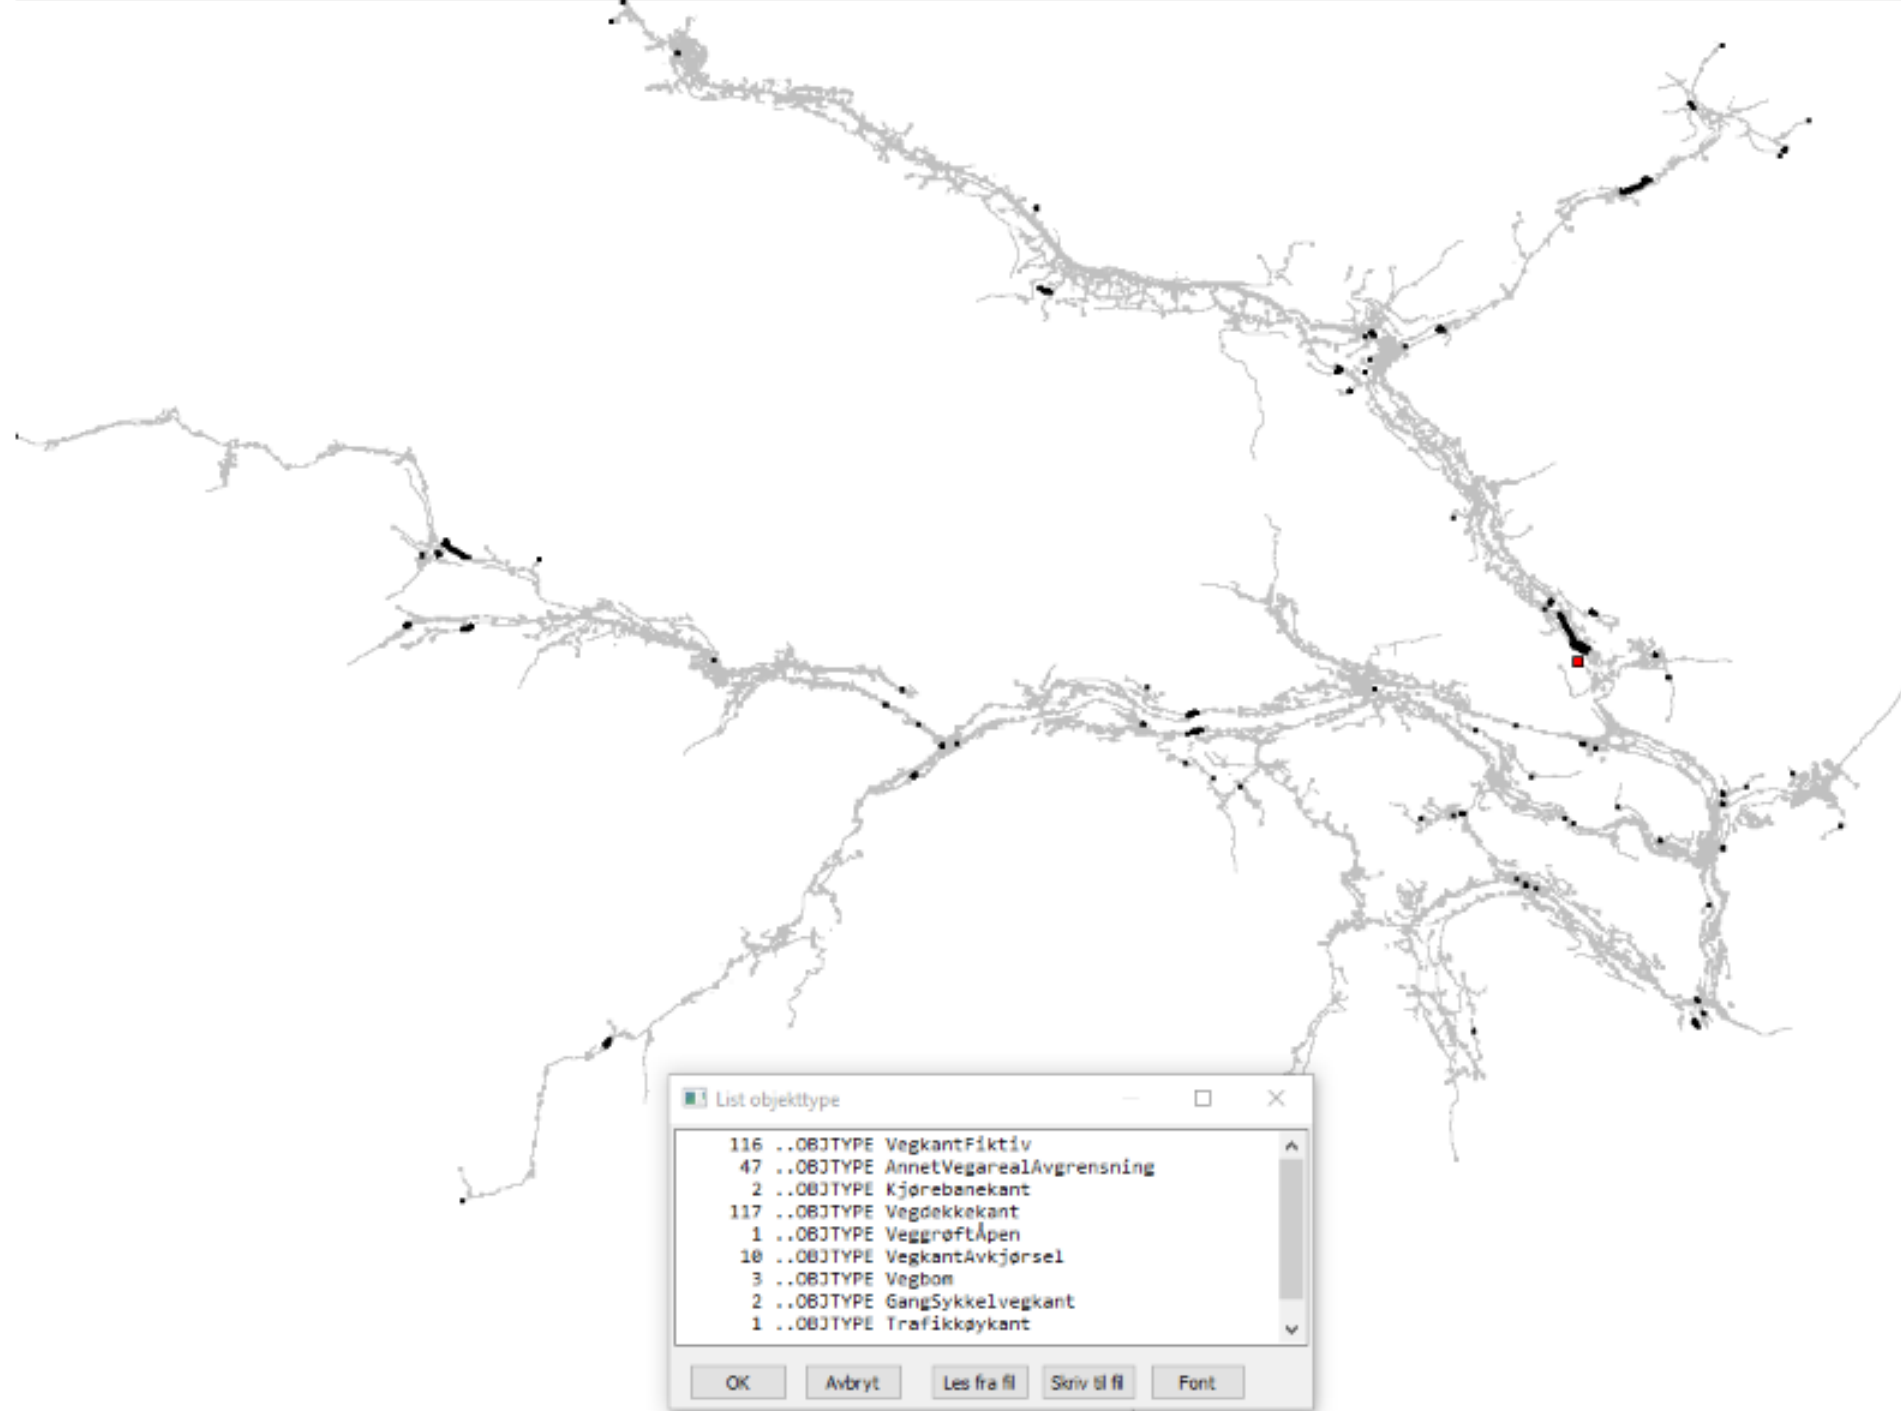 List objekttype
116 ..OBJTYPE VegkantFiktiv
47 ..OBJTYPE AnnetVegarealAvgrensning
2 ..OBJTYPE Kjørebanekant
117 ..OBJTYPE Vegdekkekant
1 ..OBJTYPE VeggrøftÅpen
10 ..OBJTYPE VegkantAvkjørsel
3 ..OBJTYPE Vegbom
2 ..OBJTYPE GangSykkelvegkant
1 ..OBJTYPE Trafikkøykant
OK Avbryt Les fra fil Skriv til fil Font